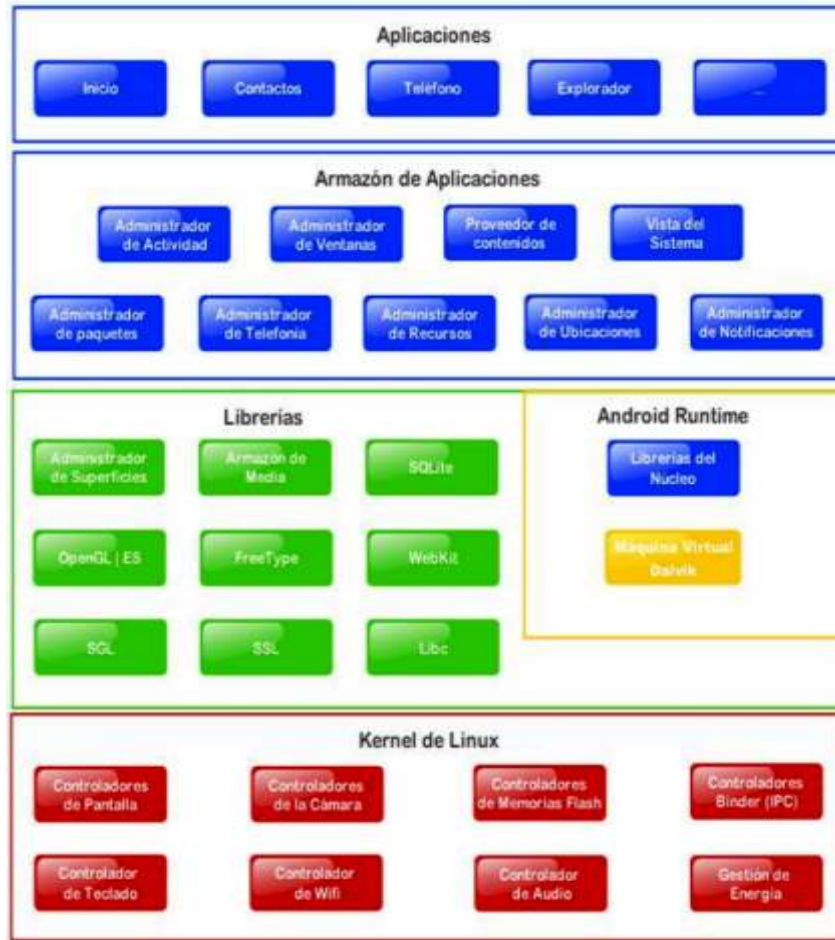 Aplicaciones
Inicio
Contactos
Teléfono
Explorador
...
Armazón de Aplicaciones
Administrador
de Actividad
Administrador
de Ventanas
Proveedor de
contenidos
Vista del
Sistema
Administrador
de paquetes
Administrador
de Telefonía
Administrador
de Recursos
Administrador
de Ubicaciones
Administrador
de Notificaciones
Librerias
Administrador
de Superficies
Armazón de
Media
SQLite
OpenGL | ES
FreeType
WebKit
SGL
SSL
Libc
Android Runtime
Librerías del
Núcleo
Maquina Virtual
Dalvik
Kernel de Linux
Controladores
de Pantalla
Controladores
de la Cámara
Controladores
de Memorias Flash
Controladores
Binder (IPC)
Controlador
de Teclado
Controlador
de Wifi
Controlador
de Audio
Gestión de
Energía